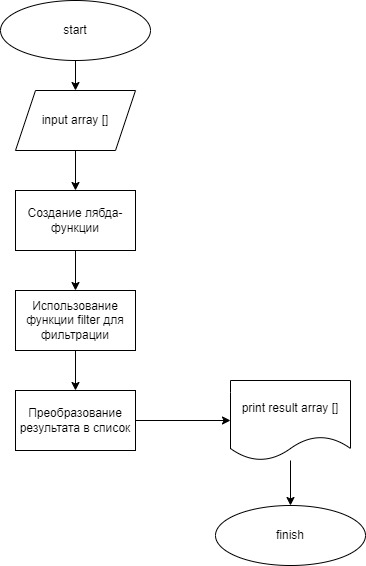 start
input array []
Создание лябда-
функции
Использование
функции filter для
фильтрации
Преобразование
результата в список
print result array []
finish